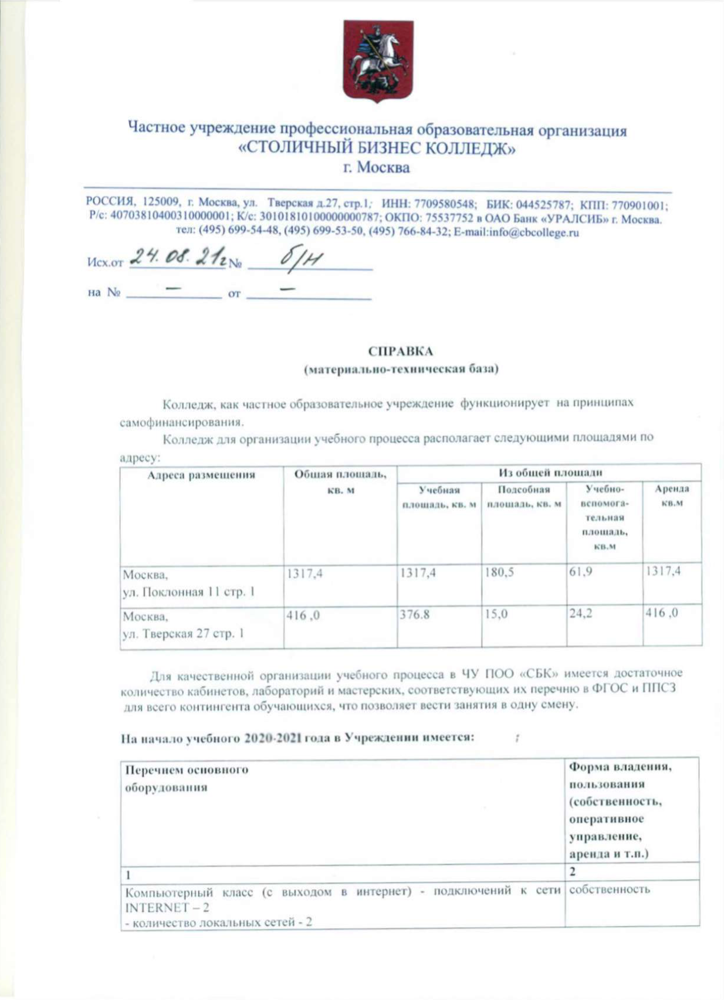 Частное учреждение профессиональная образовательная организация
«СТОЛИЧНЫЙ БИЗНЕС КОЛЛЕДЖ»
г. Москва
РОССИЯ, 125009, г. Москва, ул. Тверская д.27, стр.1; ИНН: 7709580548; БИК: 044525787; КПП: 770901001;
Р/с: 40703810400310000001; К/с: 30101810100000000787; ОКПО: 75537752 в ОАО Банк «УРАЛСИБ» г. Москва.
тел: (495) 699-54-48, (495) 699-53-50, (495) 766-84-32; E-mail:info@cbcollege.ru
Исх.от 24.08.21г № б/н
на № — от —
СПРАВКА
(материально-техническая база)
Колледж, как частное образовательное учреждение функционирует на принципах
самофинансирования.
Колледж для организации учебного процесса располагает следующими площадями по
адресу:
Адреса размещения
Общая площадь,
кв. м
Из общей площади
Учебная
площадь, кв. м
Подсобная
площадь, кв. м
Учебно-
вспомога-
тельная
площадь,
кв.м
Аренда
кв.м
Москва,
ул. Поклонная 11 стр. 1
1317,4
1317,4
180,5
61,9
1317,4
Москва,
ул. Тверская 27 стр. 1
416 ,0
376.8
15,0
24,2
416 ,0
Для качественной организации учебного процесса в ЧУ ПОО «СБК» имеется достаточное
количество кабинетов, лабораторий и мастерских, соответствующих их перечню в ФГОС и ППСЗ
для всего контингента обучающихся, что позволяет вести занятия в одну смену.
На начало учебного 2020-2021 года в Учреждении имеется: ;
Перечнем основного
оборудования
Форма владения,
пользования
(собственность,
оперативное
управление,
аренда и т.п.)
1
2
Компьютерный класс (с выходом в интернет) - подключений к сети
INTERNET – 2
- количество локальных сетей - 2
собственность